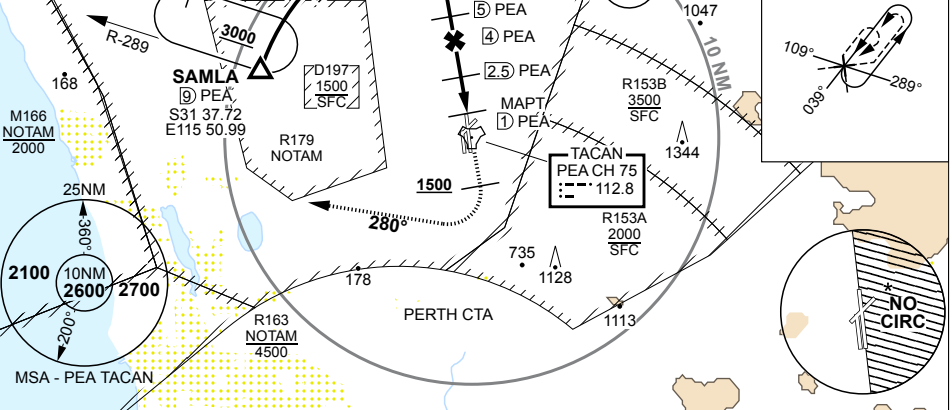 1047
10 NM
5 PEA
4 PEA
2.5 PEA
MAPT
1 PEA
R-289
3000
SAMLA
9 PEA
S31 37.72
E115 50.99
168
D197
1500
SFC
R179
NOTAM
M166
NOTAM
2000
R153B
3500
SFC
1344
109°
289°
039°
TACAN
PEA CH 75
112.8
1500
280°
R153A
2000
SFC
735
1128
178
1113
PERTH CTA
R163
NOTAM
4500
25NM
360°
2100
10NM
2600
2700
200°
MSA - PEA TACAN
*
NO
CIRC